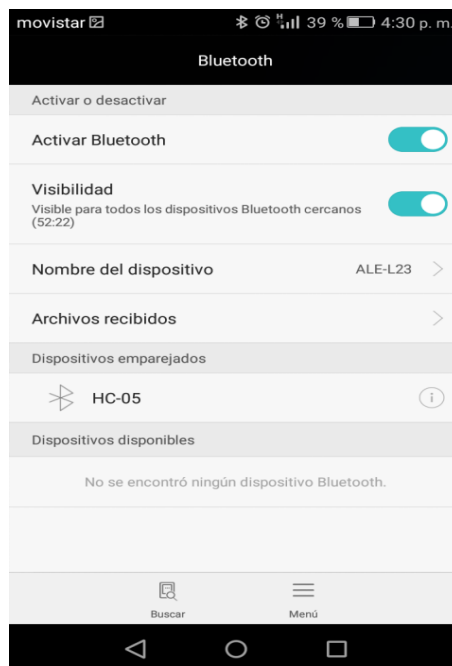 movistar 39 % 4:30 p. m.
Bluetooth
Activar o desactivar
Activar Bluetooth
Visibilidad
Visible para todos los dispositivos Bluetooth cercanos
(52:22)
Nombre del dispositivo ALE-L23
Archivos recibidos
Dispositivos emparejados
HC-05
Dispositivos disponibles
No se encontró ningún dispositivo Bluetooth.
Buscar Menú